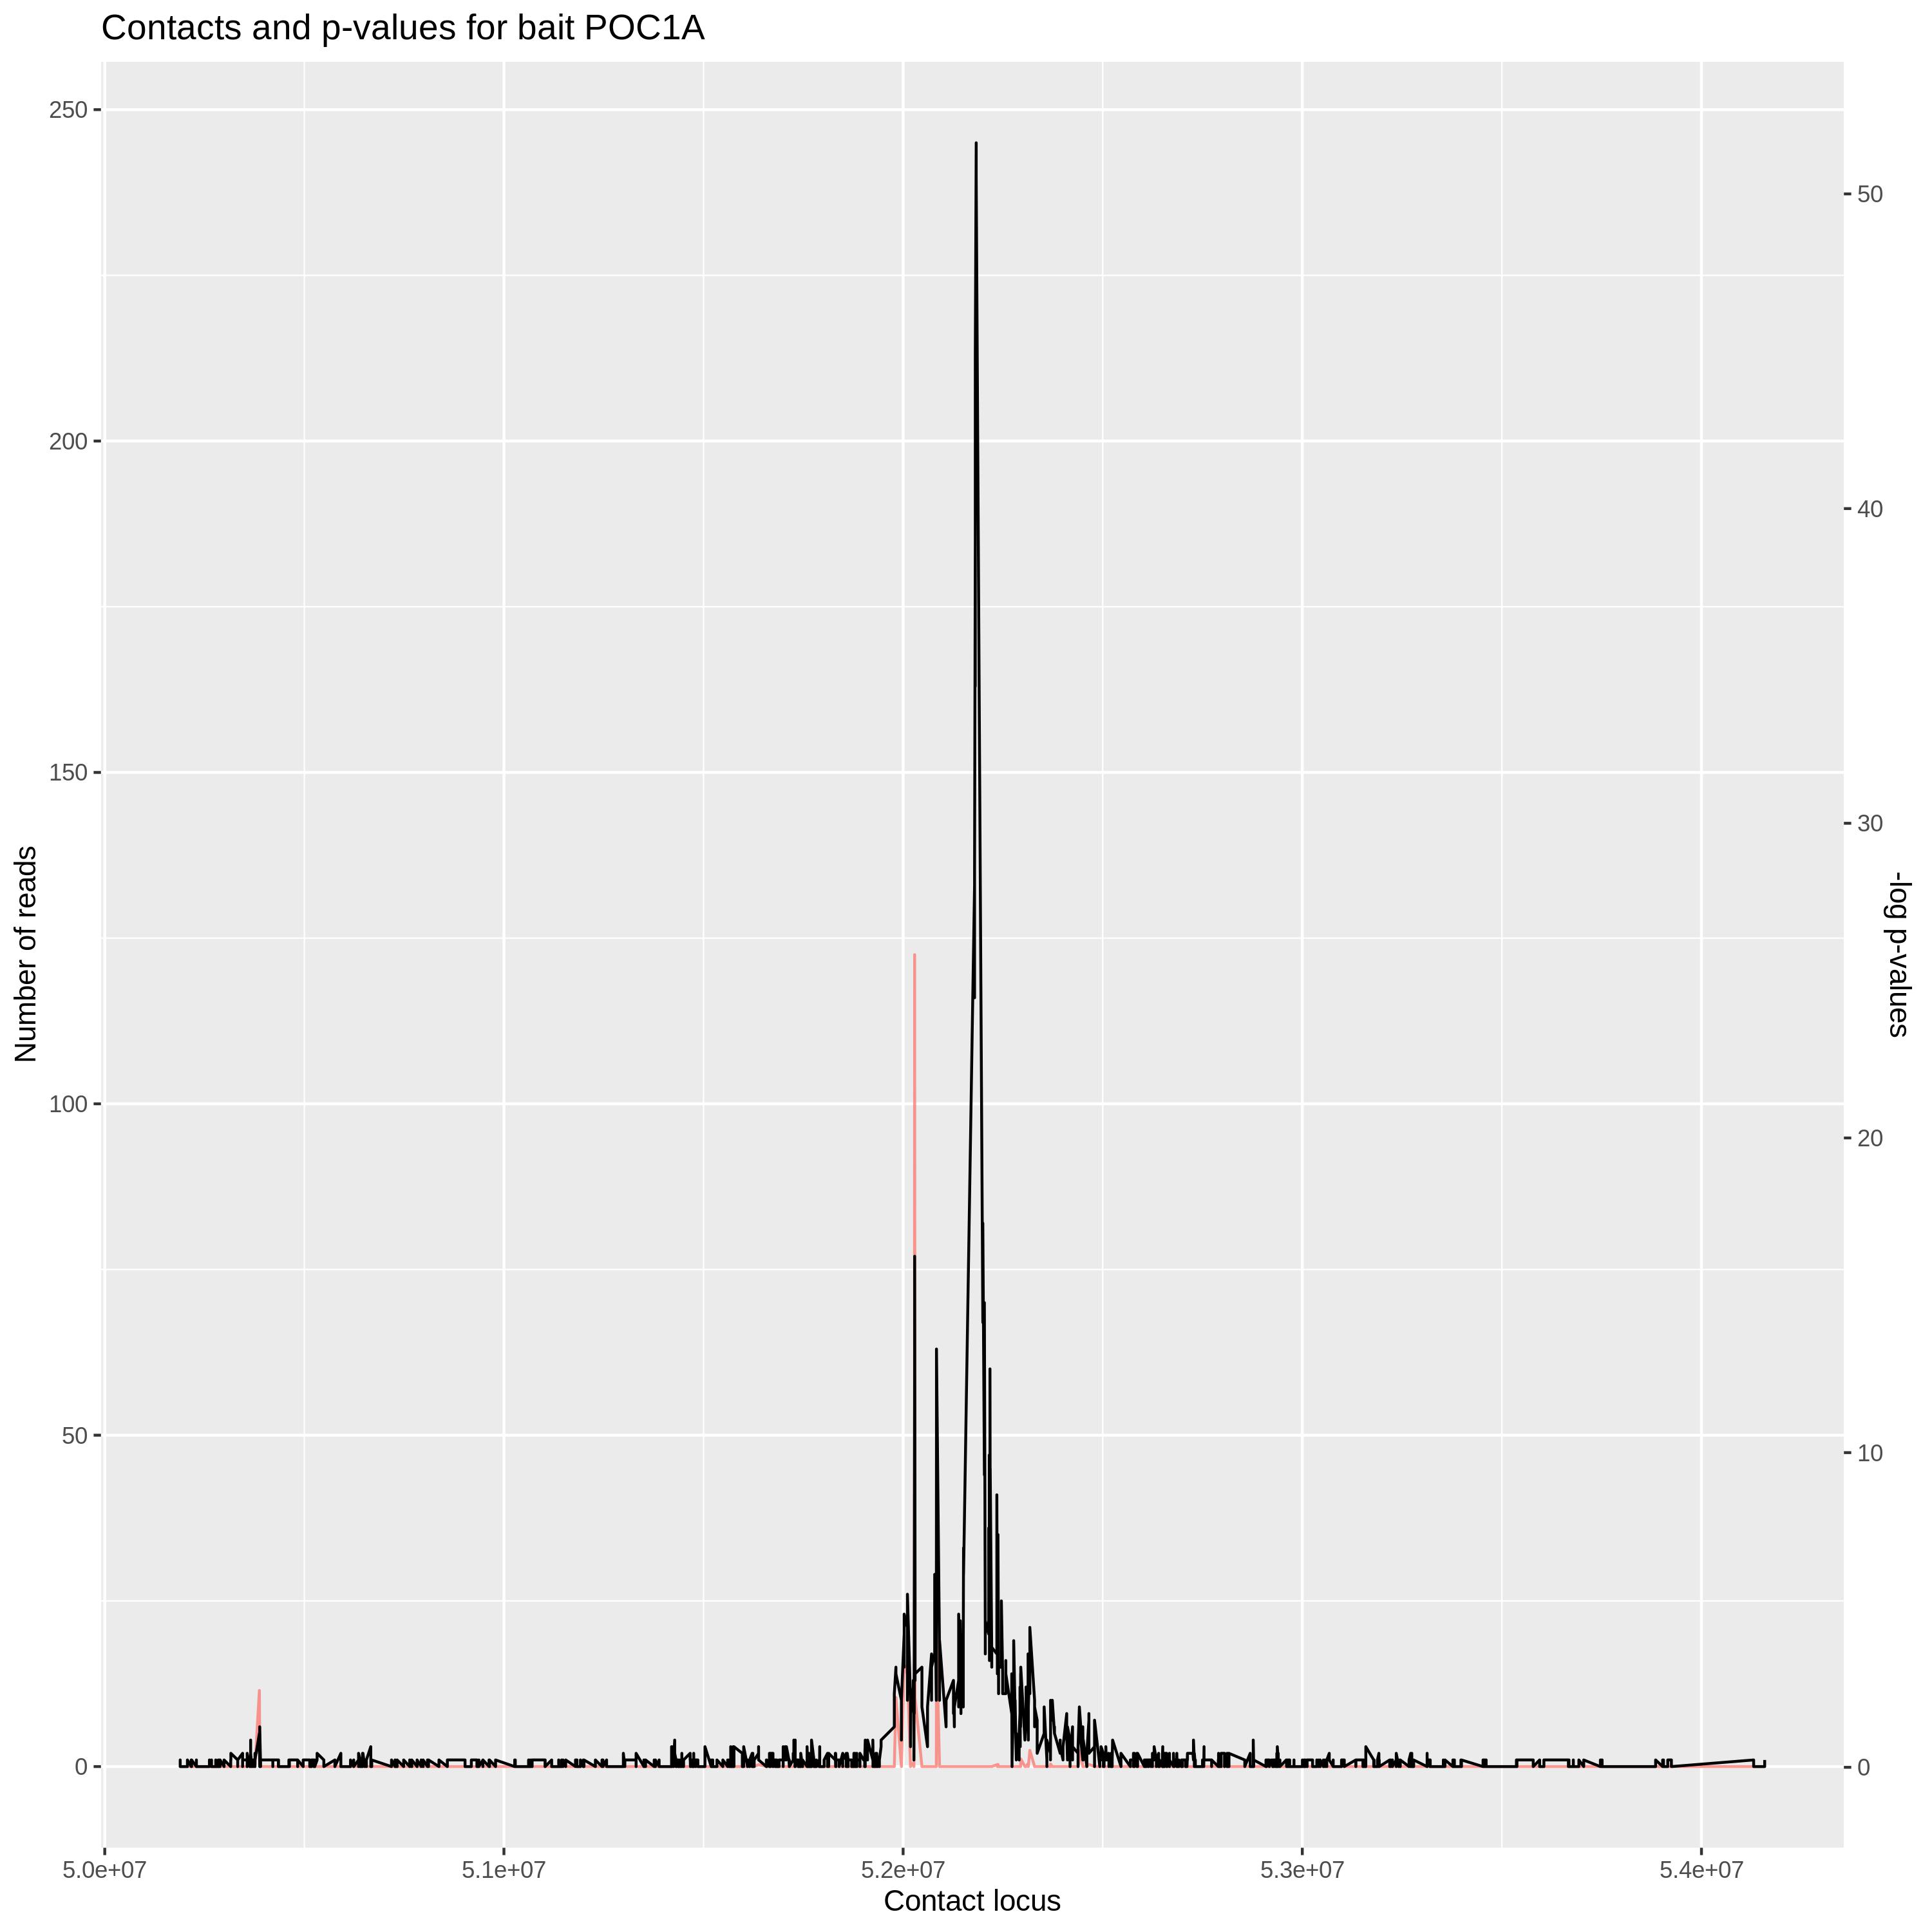 Contacts and p-values for bait POC1A
250
200
150
100
50
0
Number of reads
50
40
30
20
10
0
-log p-values
5.0e+07
5.1e+07
5.2e+07
5.3e+07
5.4e+07
Contact locus